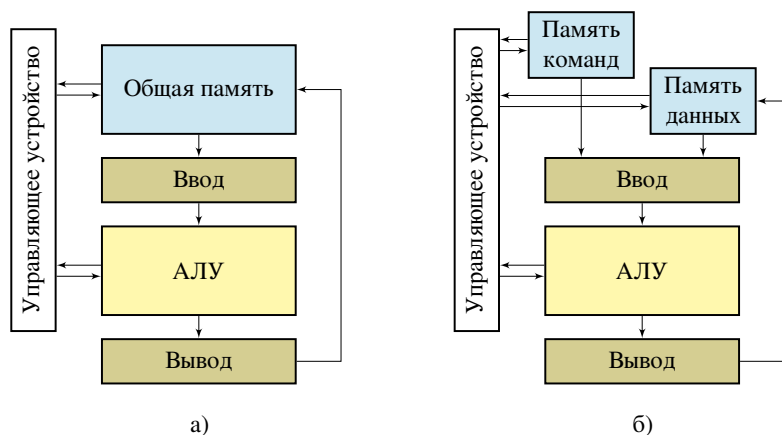 Управляющее устройство
Общая память
Ввод
АЛУ
Вывод
а)
Управляющее устройство
Память
команд
Память
данных
Ввод
АЛУ
Вывод
б)